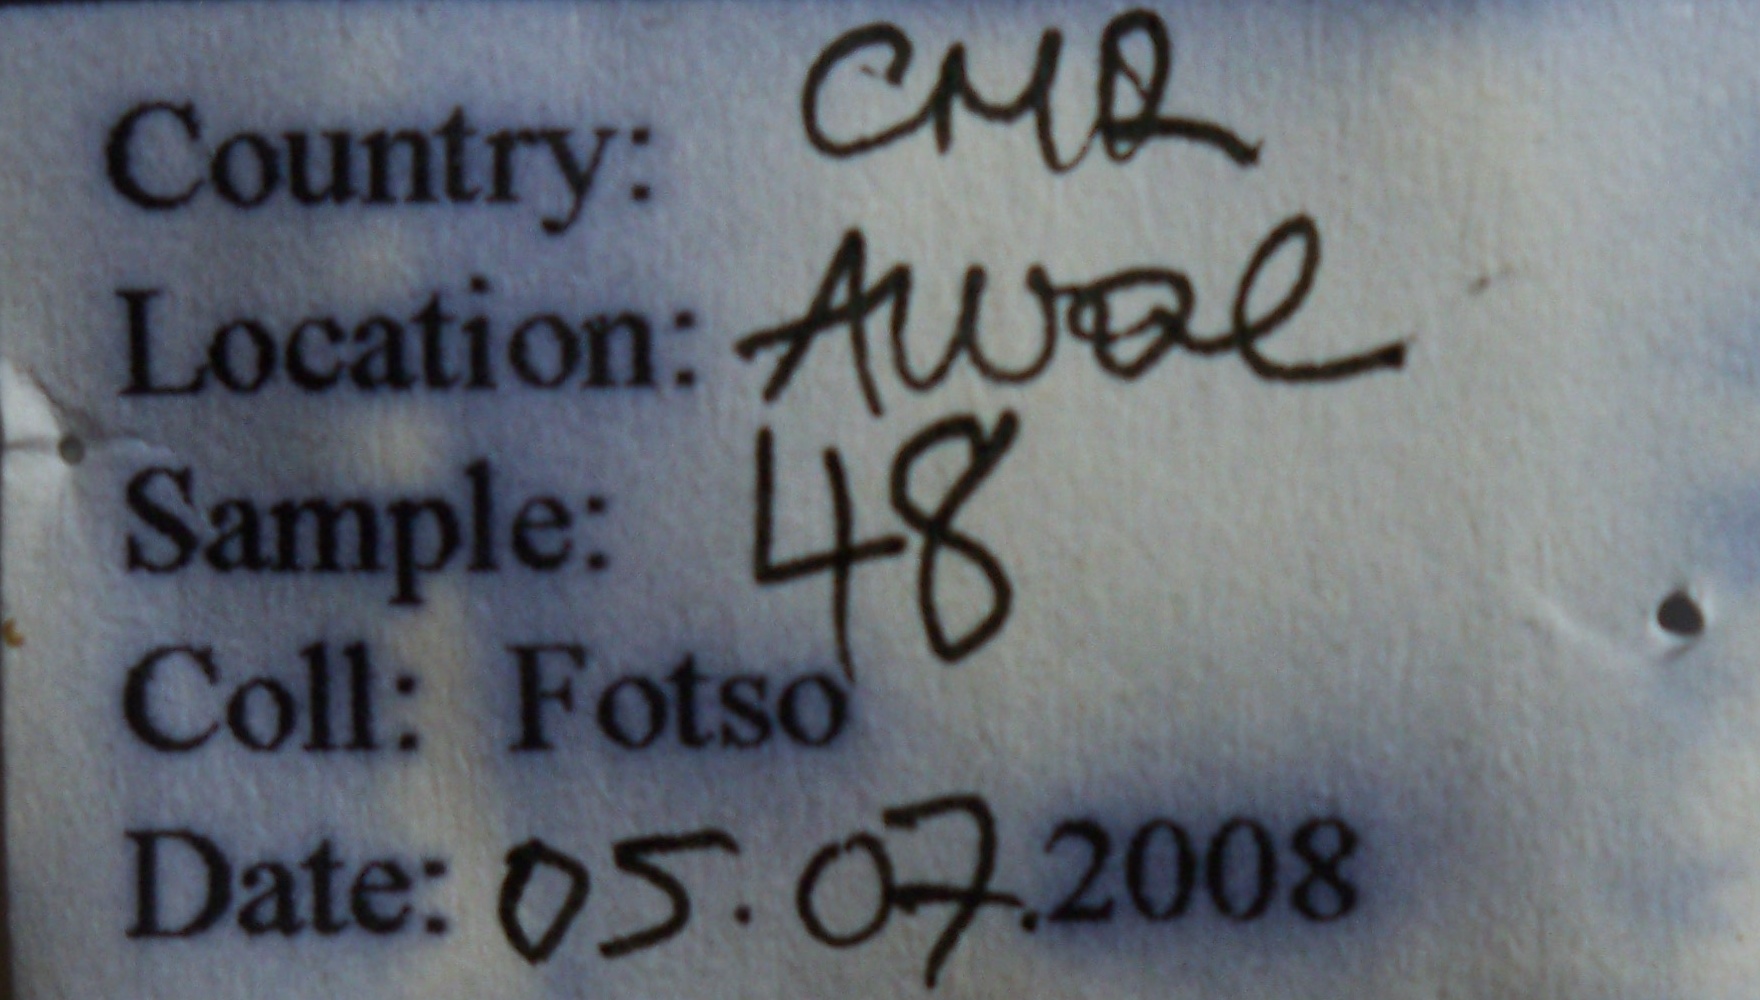 Country: CMR
Location: Awae
Sample: 48
Coll: Fotso
Date: 05.07.2008